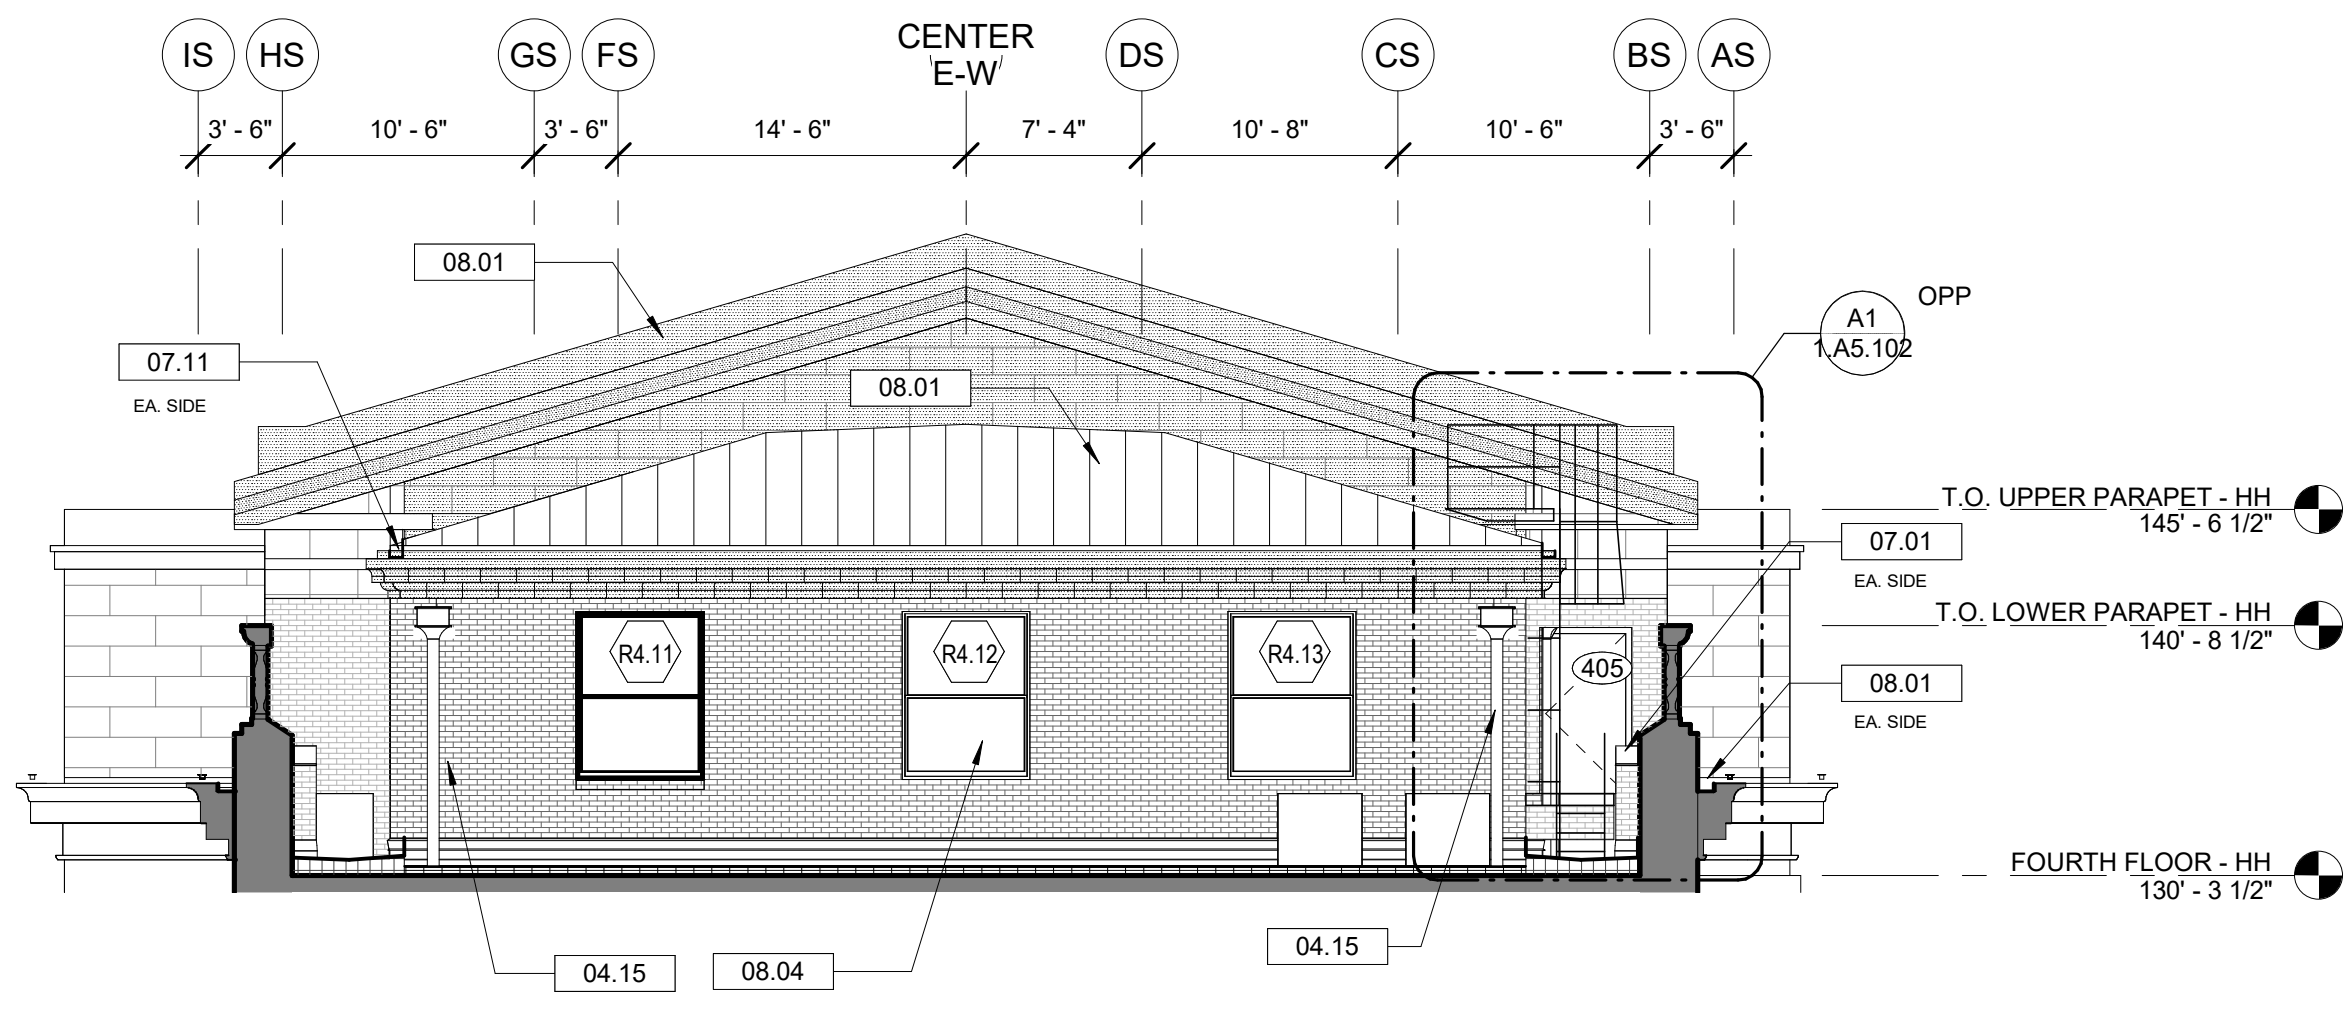 IS
HS
GS
FS
CENTER
E-W
DS
CS
BS
AS
3' - 6"
10' - 6"
3' - 6"
14' - 6"
7' - 4"
10' - 8"
10' - 6"
3' - 6"
08.01
OPP
A1
1.A5.102
07.11
EA. SIDE
08.01
T.O. UPPER PARAPET - HH
145' - 6 1/2"
07.01
EA. SIDE
T.O. LOWER PARAPET - HH
140' - 8 1/2"
R4.11
R4.12
R4.13
405
08.01
EA. SIDE
FOURTH FLOOR - HH
130' - 3 1/2"
04.15
08.04
04.15